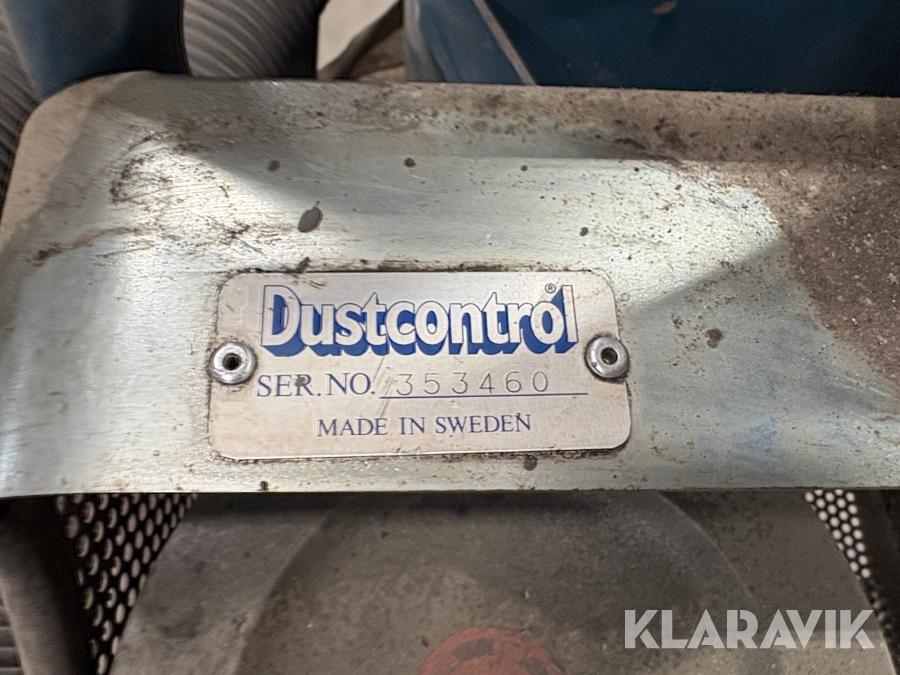 Dustcontrol®
SER. NO. 353460
MADE IN SWEDEN
KLARAVIK